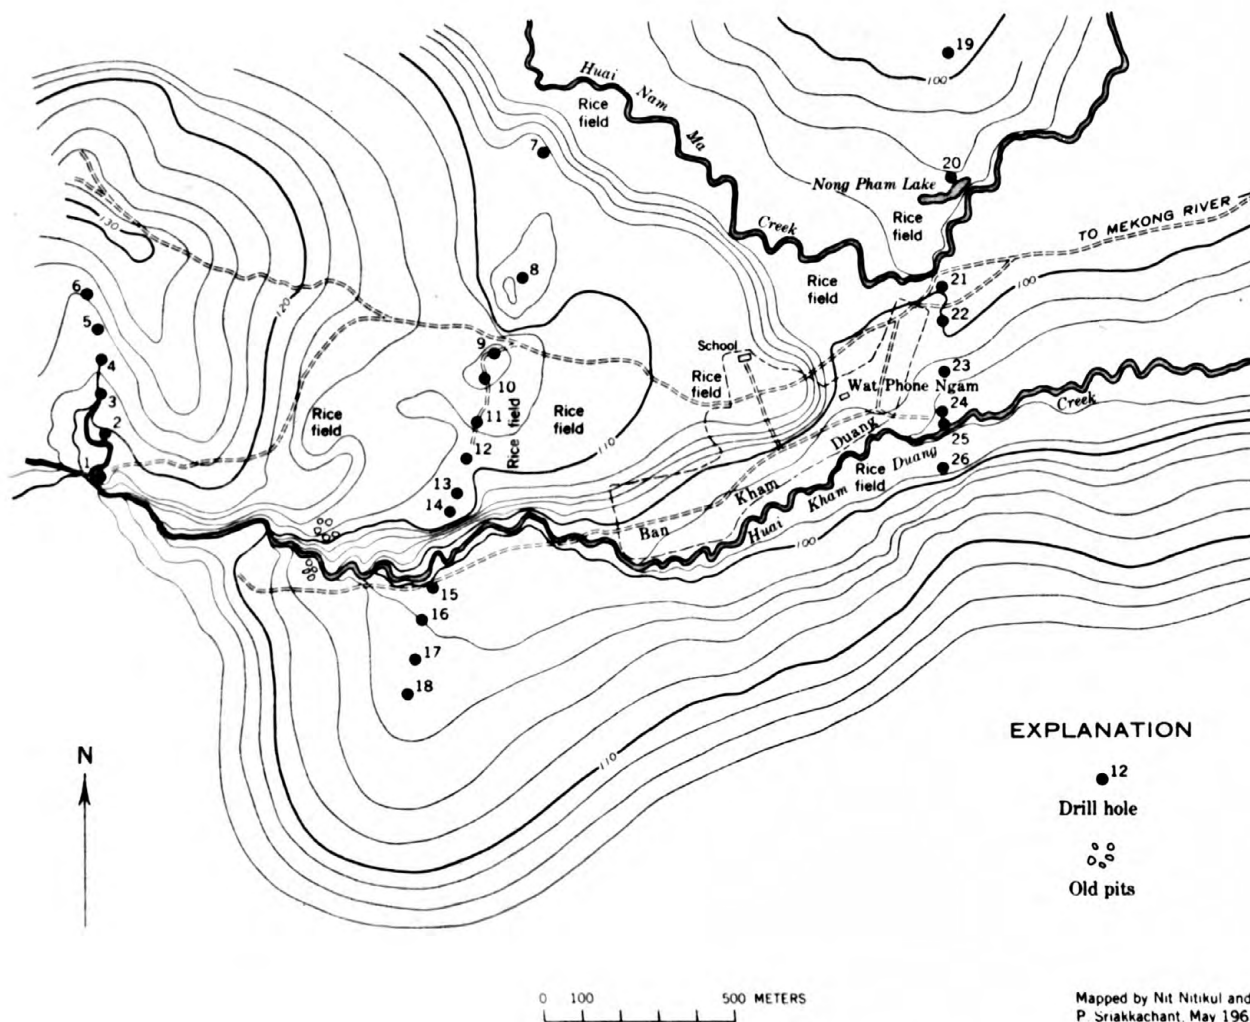 19
100
Huai
Nam
Ma
Creek
Rice
field
7
20
Nong Pham Lake
Rice
field
TO MEKONG RIVER
130
120
8
6
5
4
3
2
1
9
10
11
12
13
14
Rice
field
Rice field
Rice
field
110
School
Rice
field
Rice
field
21
22
100
Wat Phone Ngam
23
24
25
26
Creek
Ban
Kham
Duang
Huai
Kham
Duang
Rice
field
100
15
16
17
18
110
N
EXPLANATION
12
Drill hole
Old pits
0 100 500 METERS
Mapped by Nit Nitikul and
P. Sriakkachant, May 196